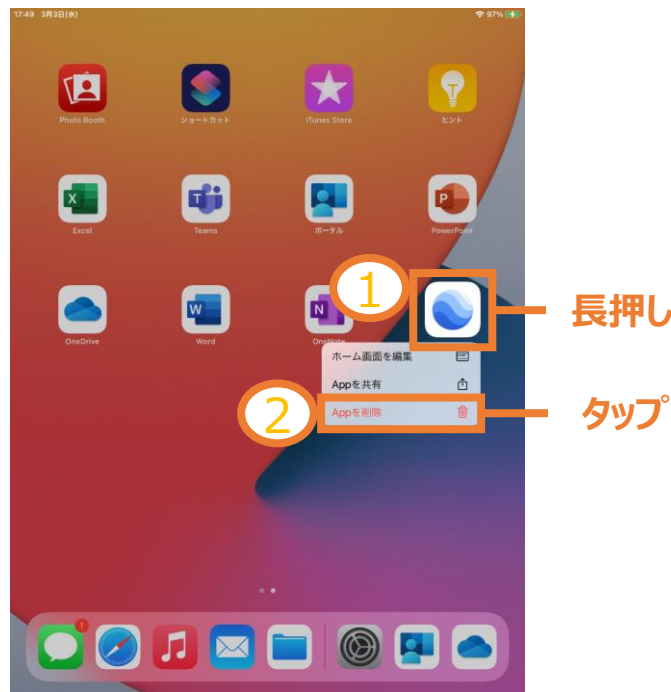 17:49 3月3日(水)
97%
Photo Booth
ショートカット
iTunes Store
ヒント
Excel
Teams
ポータル
PowerPoint
OneDrive
Word
OneNote
1
長押し
ホーム画面を編集
Appを共有
2
Appを削除
タップ